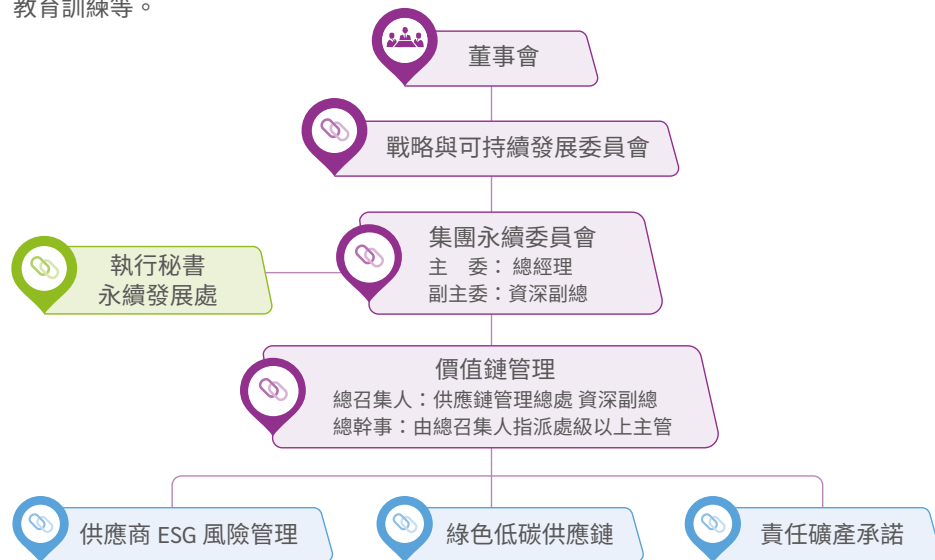 教育訓練等。
董事會
戰略與可持續發展委員會
集團永續委員會
主 委： 總經理
副主委：資深副總
執行秘書
永續發展處
價值鏈管理
總召集人：供應鏈管理總處 資深副總
總幹事：由總召集人指派處級以上主管
供應商 ESG 風險管理
綠色低碳供應鏈
責任礦產承諾